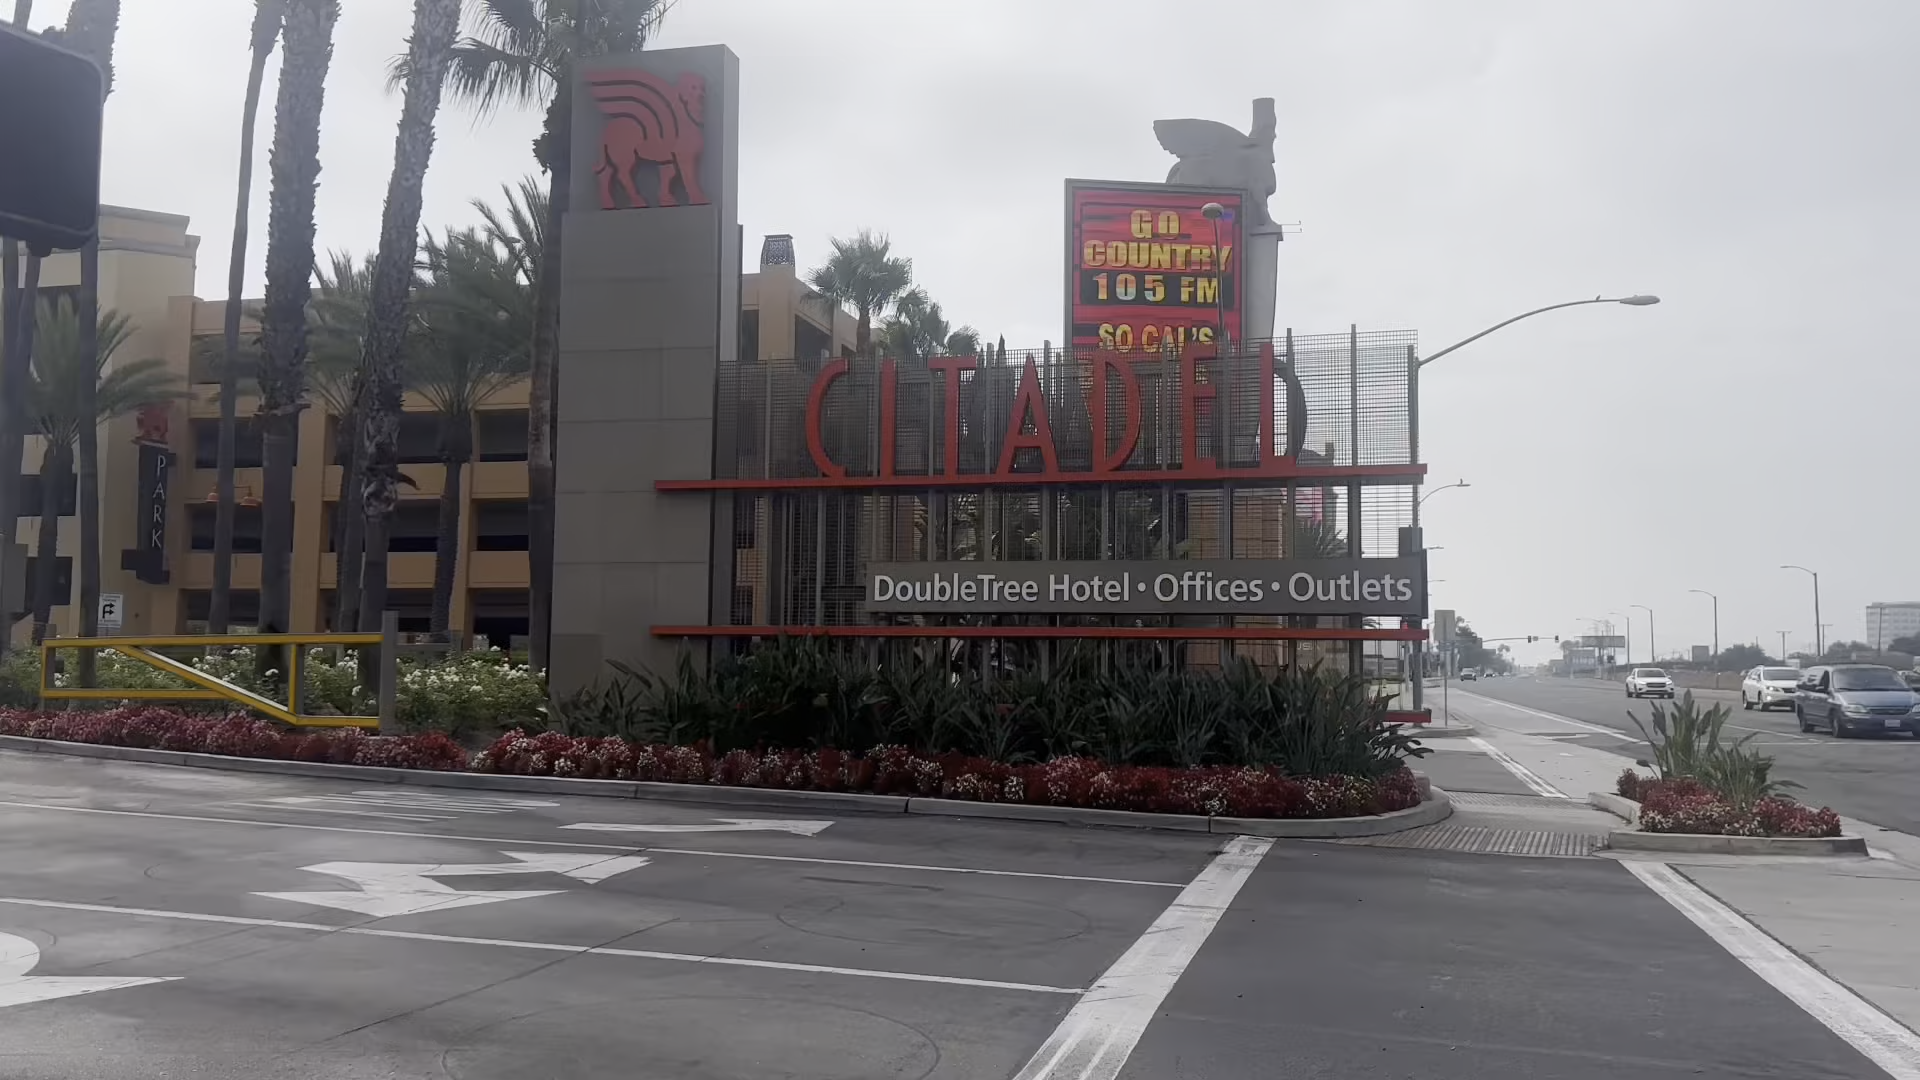 GO
COUNTRY
105 FM
SO CAL'S
CITADEL
DoubleTree Hotel • Offices • Outlets
PARK